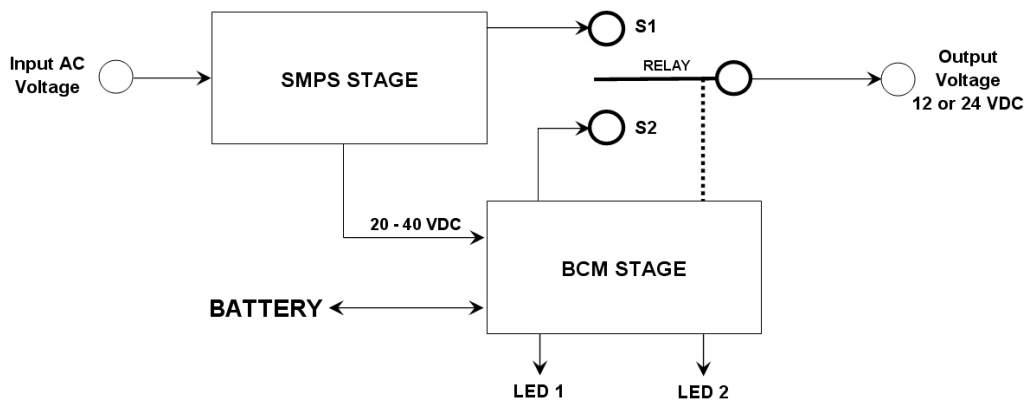 Input AC
Voltage
SMPS STAGE
S1
RELAY
Output
Voltage
12 or 24 VDC
S2
20 - 40 VDC
BCM STAGE
BATTERY
LED 1
LED 2